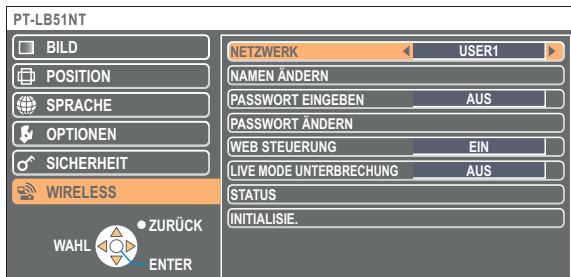 PT-LB51NT
BILD
POSITION
SPRACHE
OPTIONEN
SICHERHEIT
WIRELESS
ZURÜCK
WAHL
ENTER
NETZWERK USER1
NAMEN ÄNDERN
PASSWORT EINGEBEN AUS
PASSWORT ÄNDERN
WEB STEUERUNG EIN
LIVE MODE UNTERBRECHUNG AUS
STATUS
INITIALISIE.